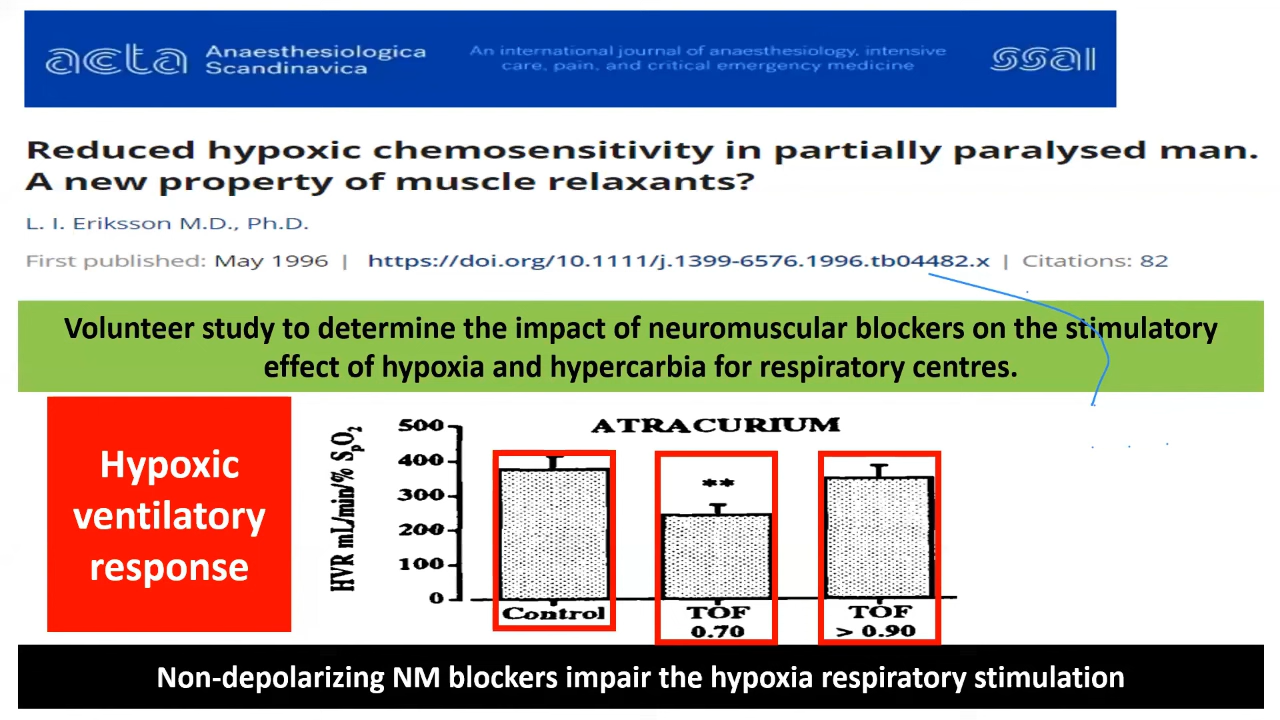 acta
Anaesthesiologica
Scandinavica
An international journal of anaesthesiology, intensive
care, pain, and critical emergency medicine
ssai
Reduced hypoxic chemosensitivity in partially paralysed man.
A new property of muscle relaxants?
L. I. Eriksson M.D., Ph.D.
First published: May 1996 | https://doi.org/10.1111/j.1399-6576.1996.tb04482.x | Citations: 82
Volunteer study to determine the impact of neuromuscular blockers on the stimulatory
effect of hypoxia and hypercarbia for respiratory centres.
Hypoxic
ventilatory
response
HVR mL/min/% SpO2
ATRACURIUM
500
400
300
200
100
0
**
Control
TOF
0.70
TOF
> 0.90
Non-depolarizing NM blockers impair the hypoxia respiratory stimulation